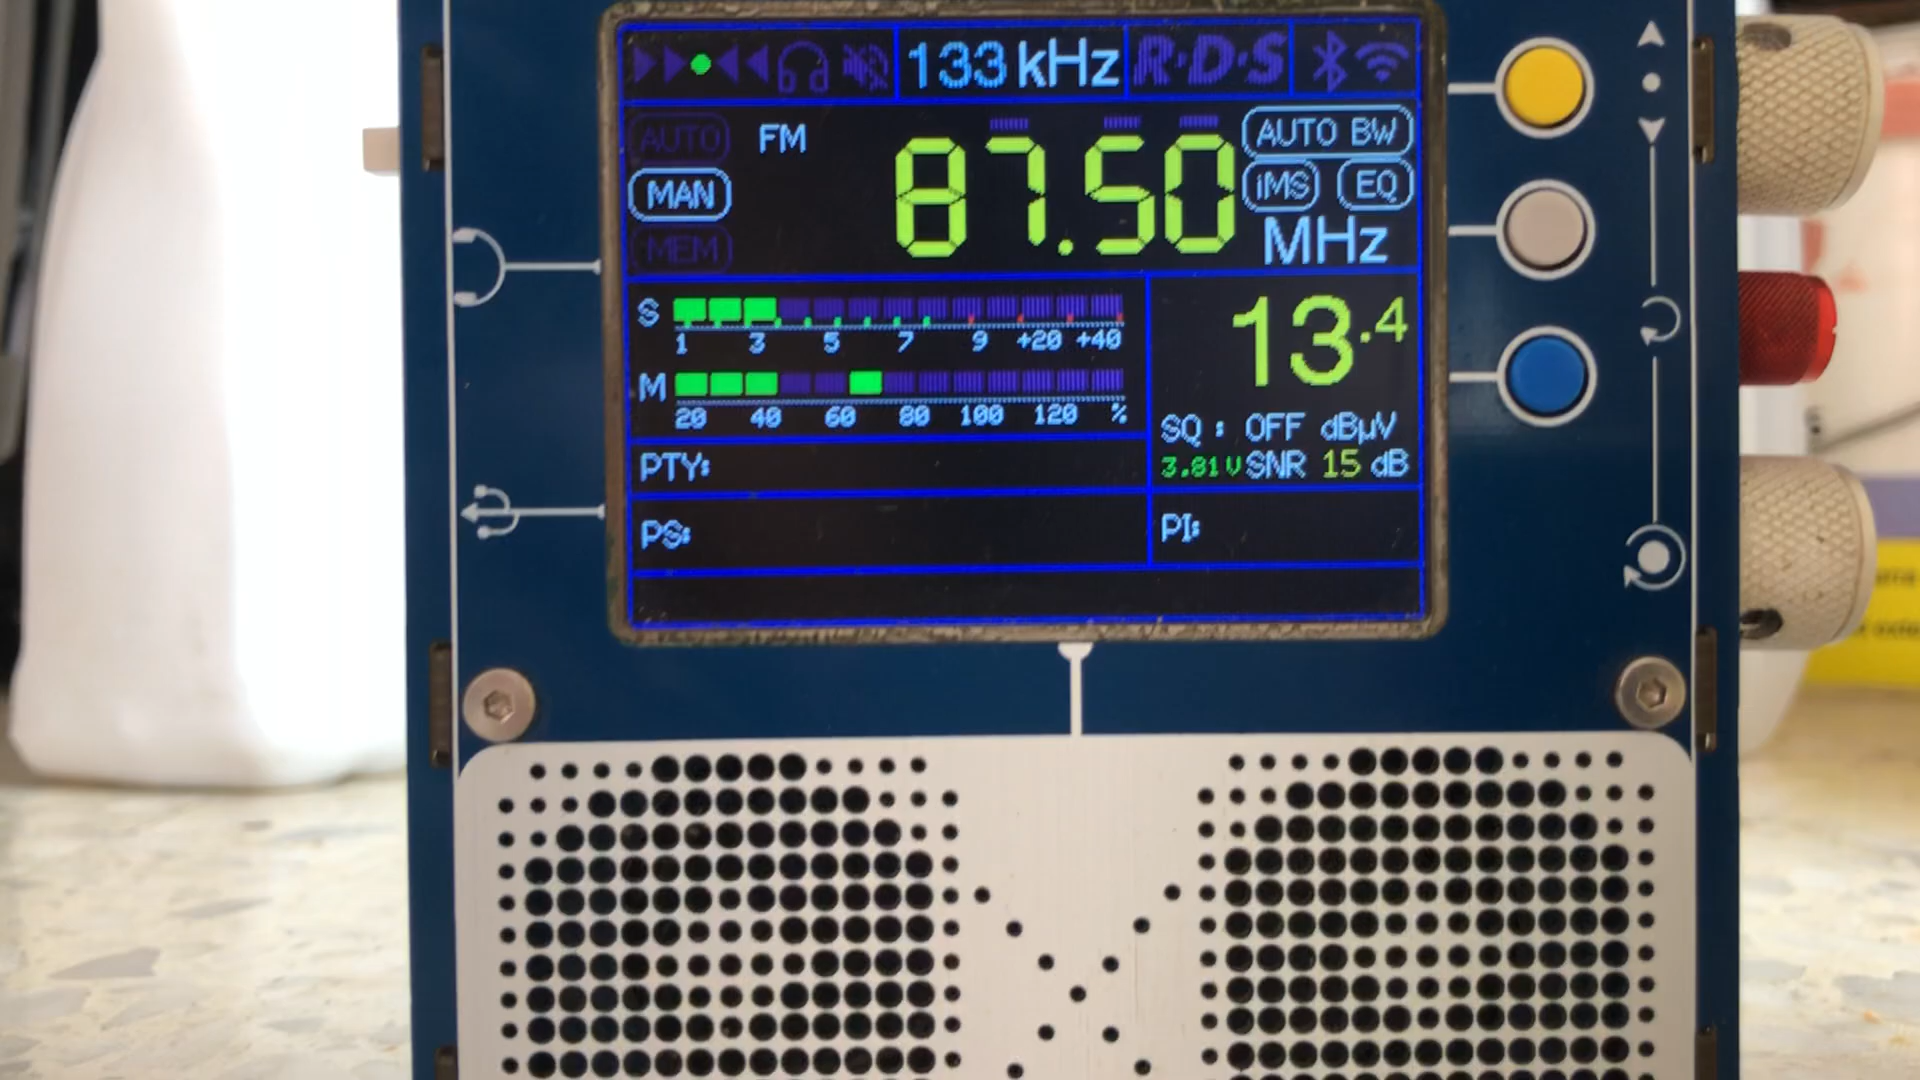 133 kHz R·D·S
AUTO FM 87.50 AUTO BW
MAN iMS EQ
MEM MHz
S
1 3 5 7 9 +20 +40
13.4
M
20 40 60 80 100 120 %
SQ: OFF dBµV
3.81V SNR 15 dB
PTY:
PS: PI: